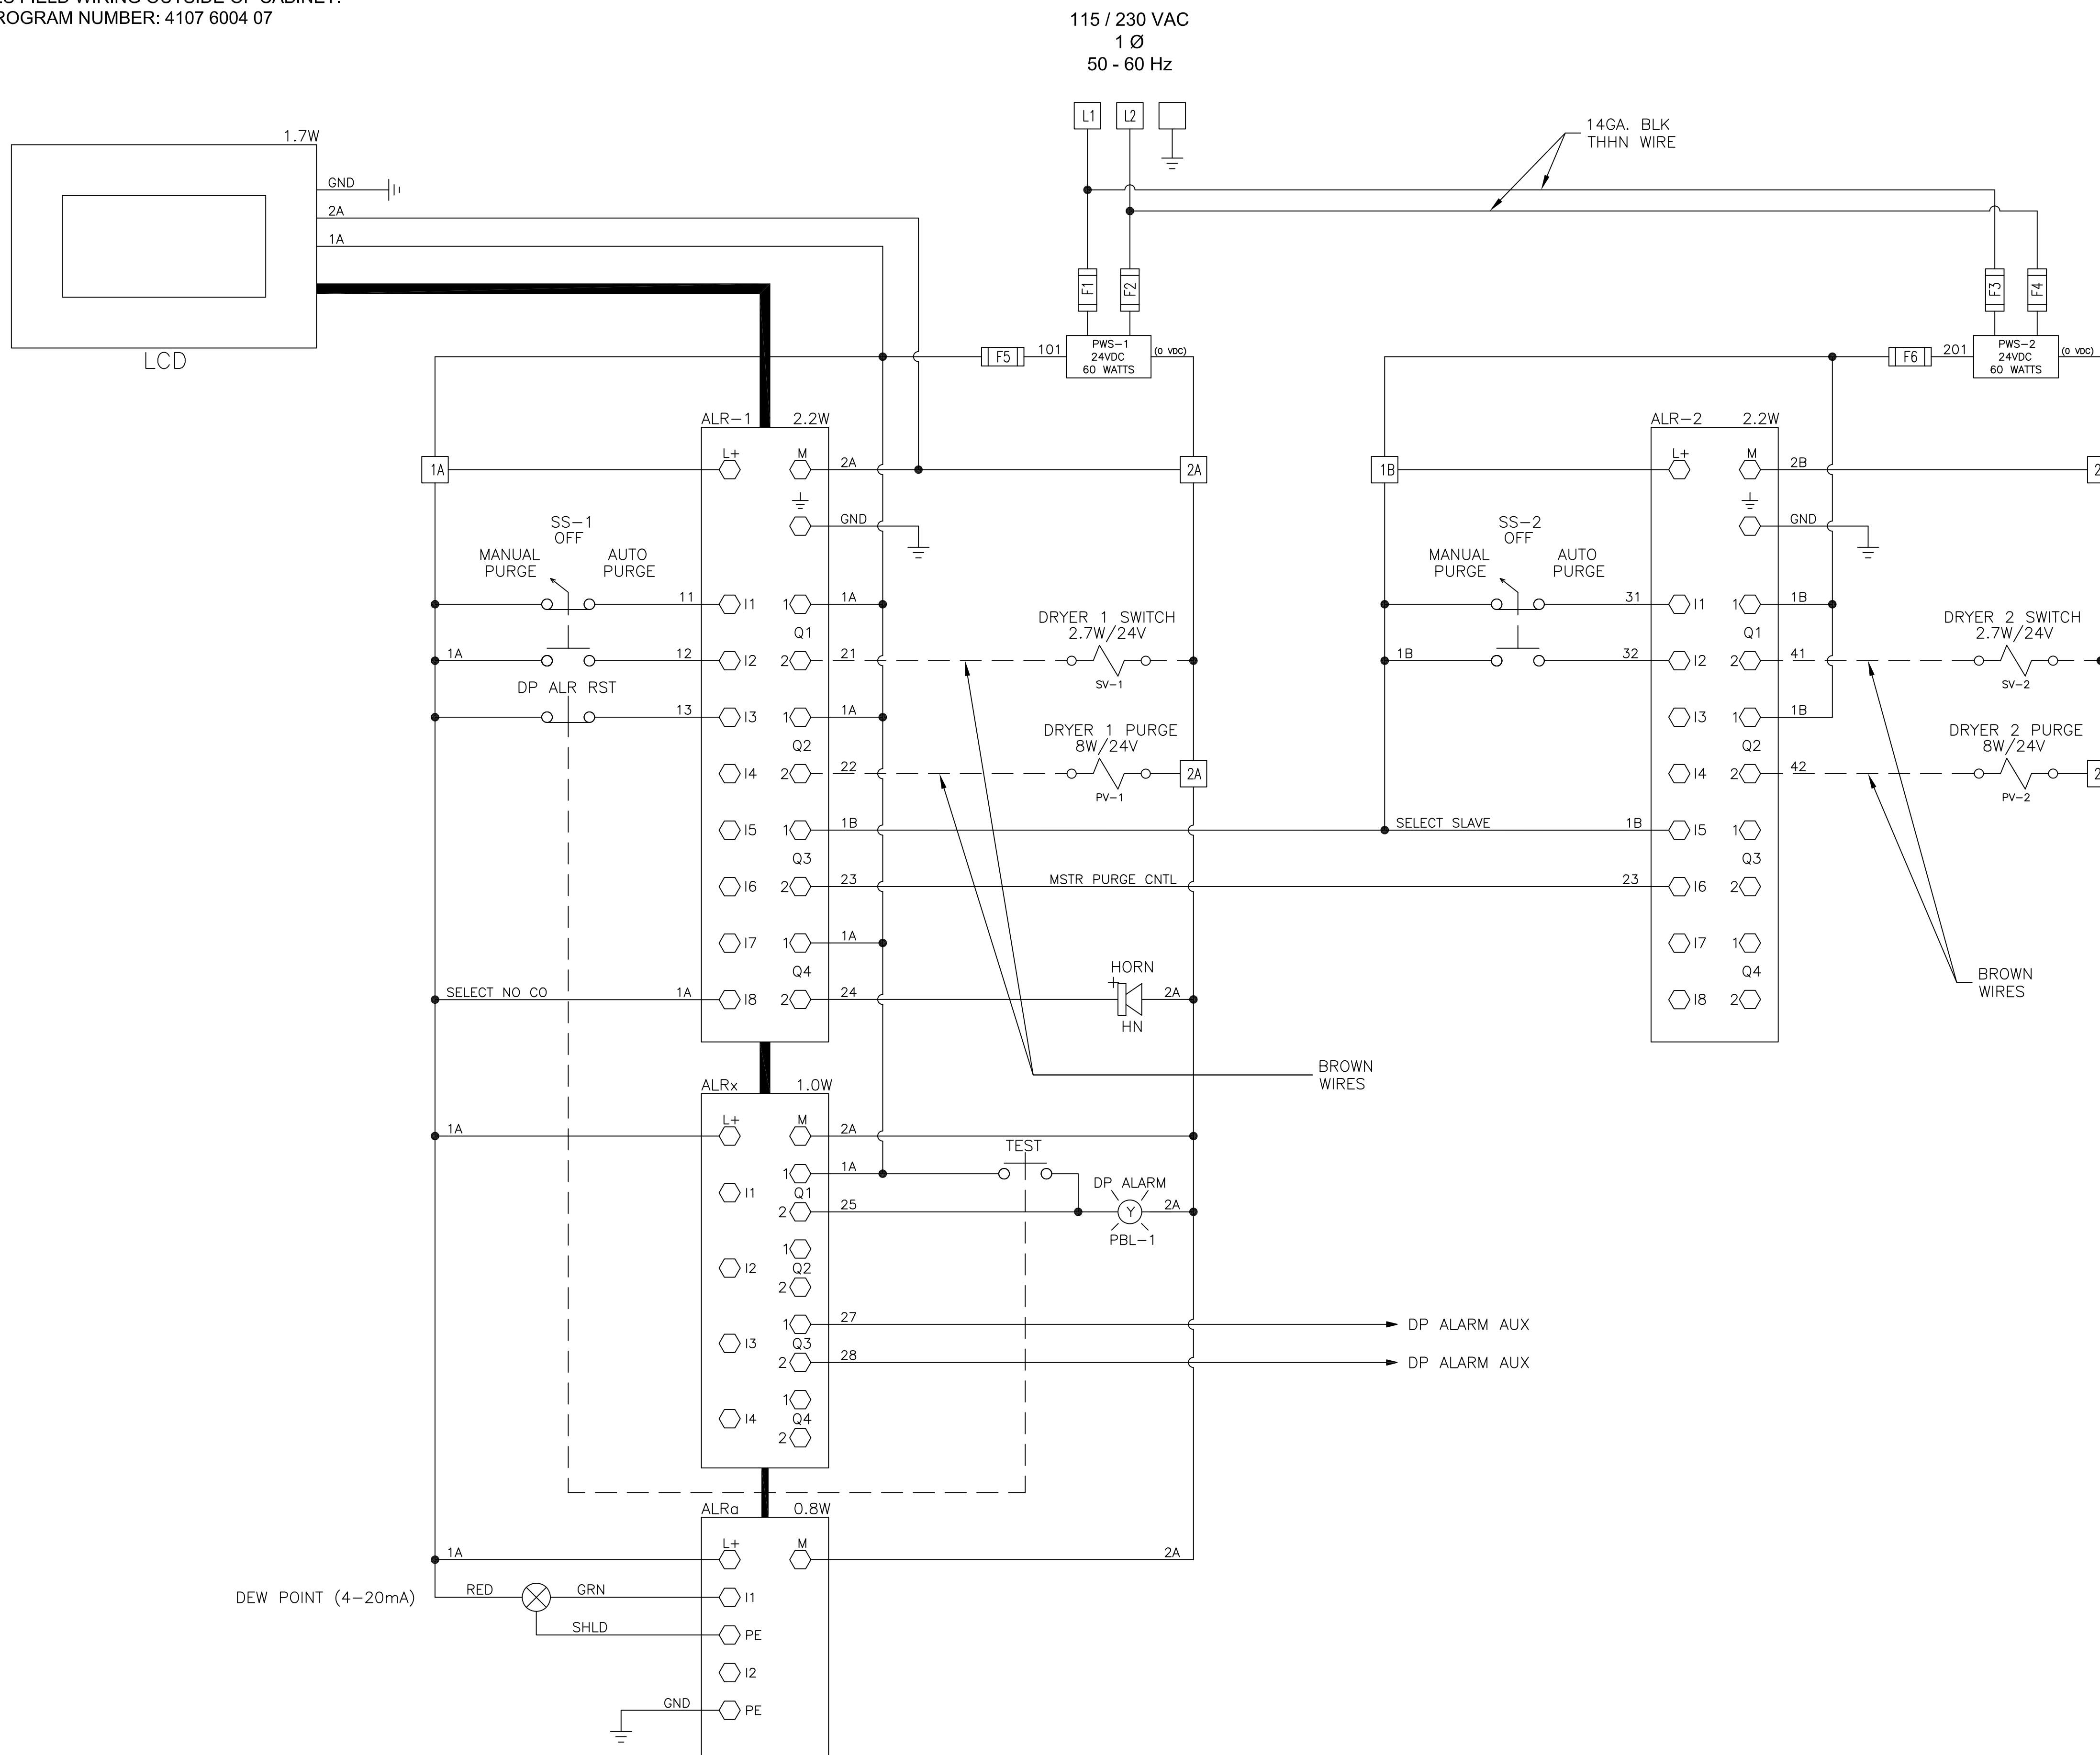 FIELD WIRING OUTSIDE OF CABINET.
PROGRAM NUMBER: 4107 6004 07
115 / 230 VAC
1 Ø
50 - 60 Hz
L1
L2
14GA. BLK
THHN WIRE
1.7W
GND
2A
1A
LCD
F1
F2
F3
F4
F5
101
PWS-1
24VDC
60 WATTS
(0 VDC)
F6
201
PWS-2
24VDC
60 WATTS
(0 VDC)
ALR-1
2.2W
1A
L+
M
2A
2A
GND
SS-1
OFF
MANUAL
PURGE
AUTO
PURGE
11
I1
1
1A
Q1
1A
12
I2
2
21
DRYER 1 SWITCH
2.7W/24V
SV-1
DP ALR RST
13
I3
1
1A
Q2
I4
2
22
DRYER 1 PURGE
8W/24V
PV-1
2A
I5
1
1B
Q3
I6
2
23
MSTR PURGE CNTL
I7
1
1A
Q4
SELECT NO CO
1A
I8
2
24
HORN
+
HN
2A
BROWN
WIRES
ALR-2
2.2W
1B
L+
M
2B
GND
SS-2
OFF
MANUAL
PURGE
AUTO
PURGE
31
I1
1
1B
Q1
1B
32
I2
2
41
DRYER 2 SWITCH
2.7W/24V
SV-2
I3
1
1B
Q2
I4
2
42
DRYER 2 PURGE
8W/24V
PV-2
SELECT SLAVE
1B
I5
1
Q3
23
I6
2
I7
1
Q4
I8
2
BROWN
WIRES
ALRx
1.0W
1A
L+
M
2A
1
1A
TEST
I1
Q1
2
25
DP ALARM
Y
2A
PBL-1
1
I2
Q2
2
1
27
DP ALARM AUX
I3
Q3
2
28
DP ALARM AUX
1
I4
Q4
2
ALRa
0.8W
1A
L+
M
2A
DEW POINT (4-20mA)
RED
GRN
I1
SHLD
PE
I2
GND
PE